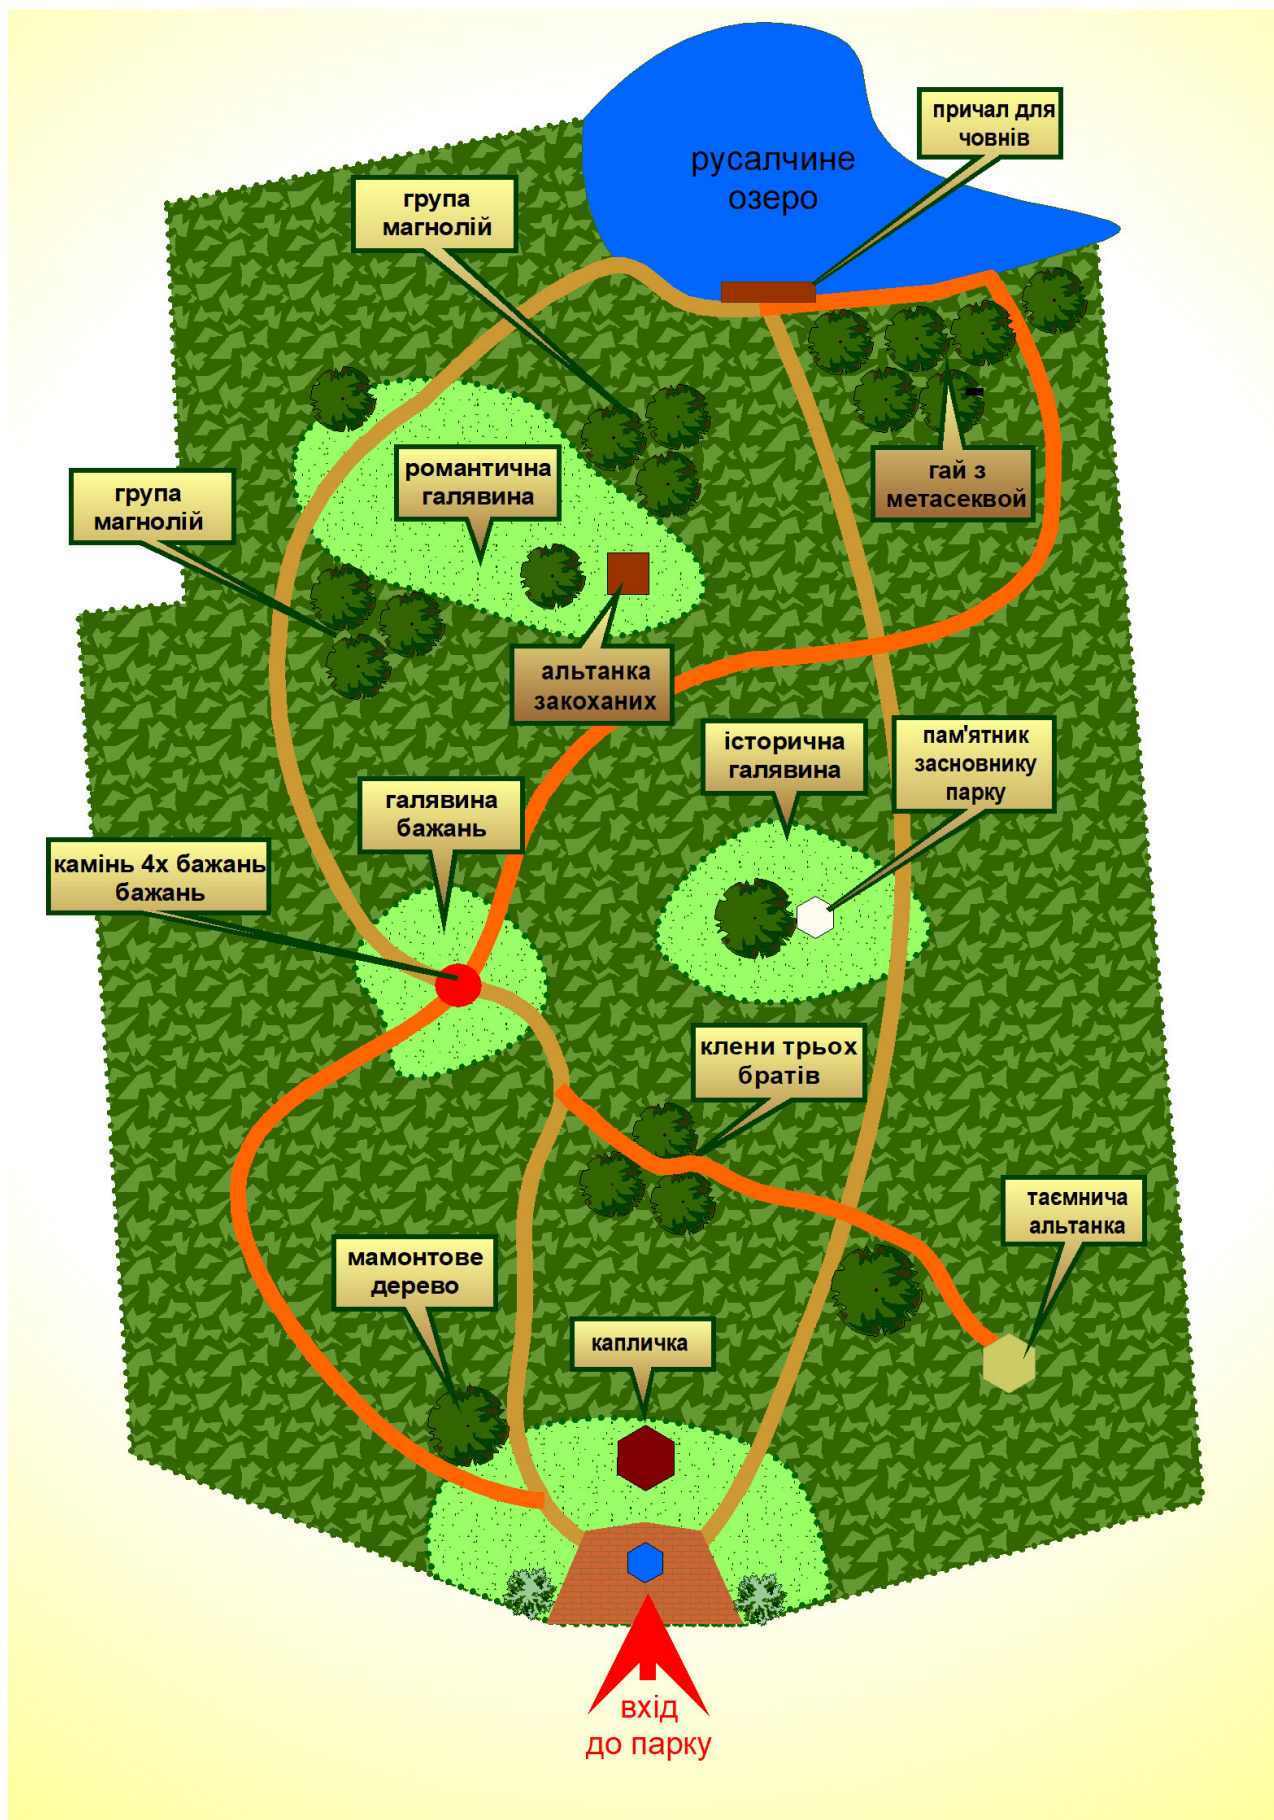 причал для
човнів
русалчине
озеро
група
магнолій
романтична
галявина
гай з
метасеквой
група
магнолій
альтанка
закоханих
історична
галявина
пам'ятник
засновнику
парку
галявина
бажань
камінь 4х бажань
бажань
клени трьох
братів
таємнича
альтанка
мамонтове
дерево
капличка
вхід
до парку